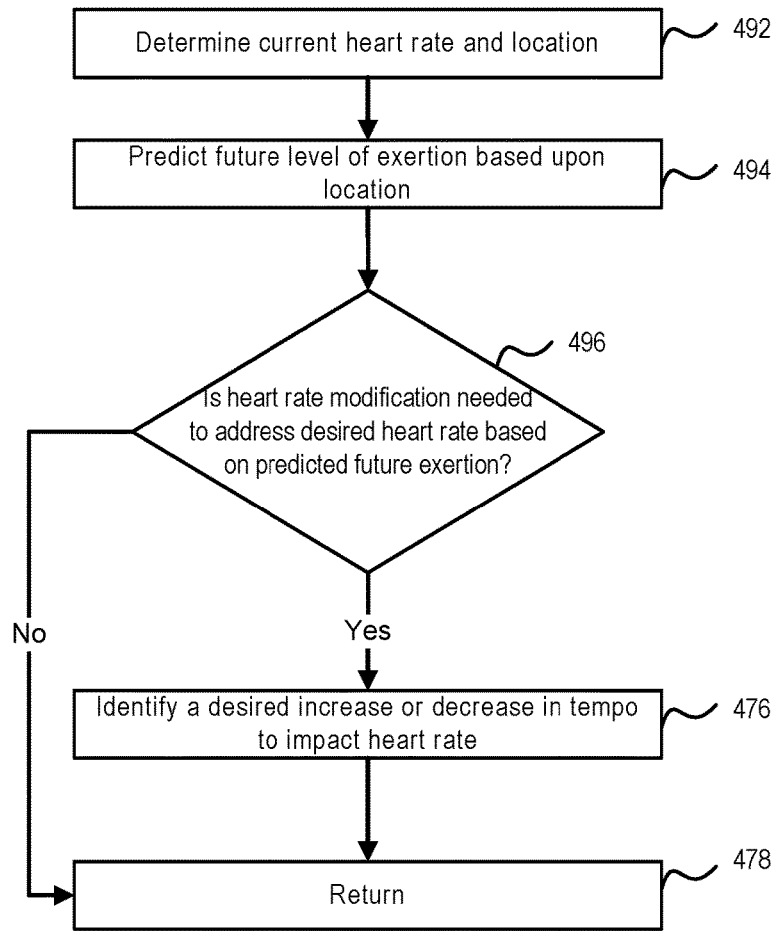 Determine current heart rate and location
492
Predict future level of exertion based upon
location
494
496
Is heart rate modification needed
to address desired heart rate based
on predicted future exertion?
No
Yes
Identify a desired increase or decrease in tempo
to impact heart rate
476
Return
478